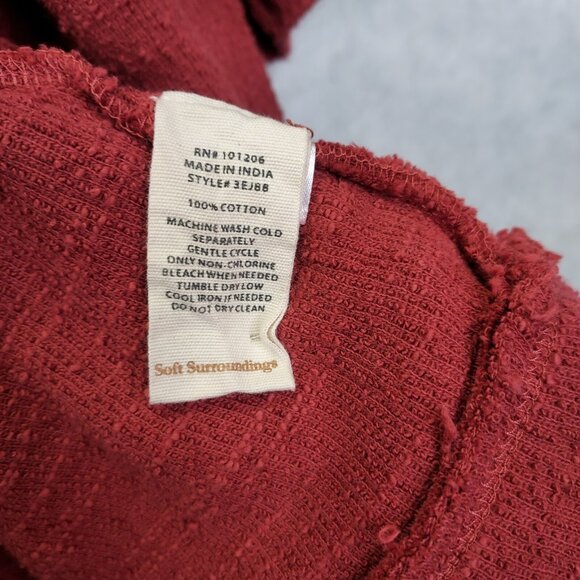 RN# 101206
MADE IN INDIA
STYLE# 3EJ88
100% COTTON
MACHINE WASH COLD
SEPARATELY
GENTLE CYCLE
ONLY NON-CHLORINE
BLEACH WHEN NEEDED
TUMBLE DRY LOW
COOL IRON IF NEEDED
DO NOT DRY CLEAN
Soft Surroundings